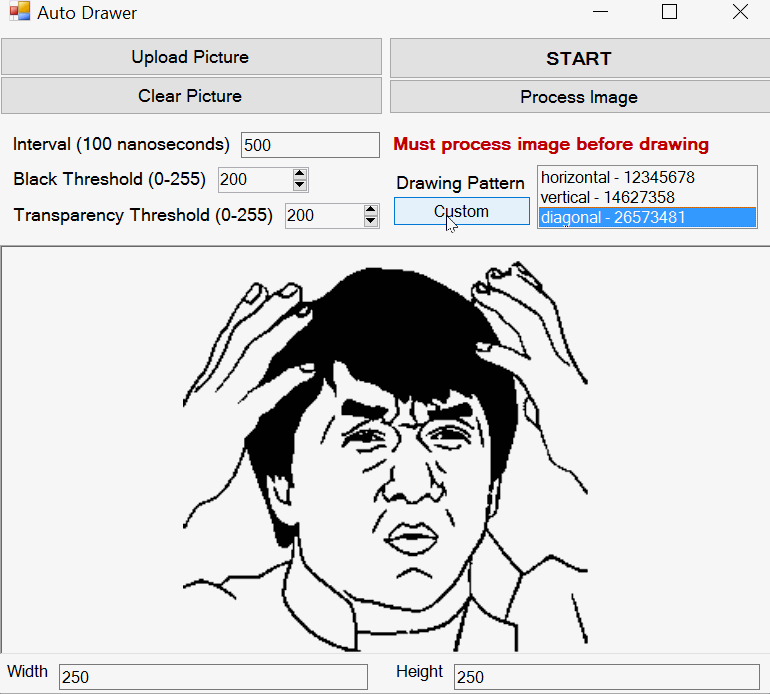 Auto Drawer
Upload Picture
START
Clear Picture
Process Image
Interval (100 nanoseconds) 500
Must process image before drawing
Black Threshold (0-255) 200
Drawing Pattern
horizontal - 12345678
vertical - 14627358
diagonal - 26573481
Custom
Transparency Threshold (0-255) 200
Width 250
Height 250